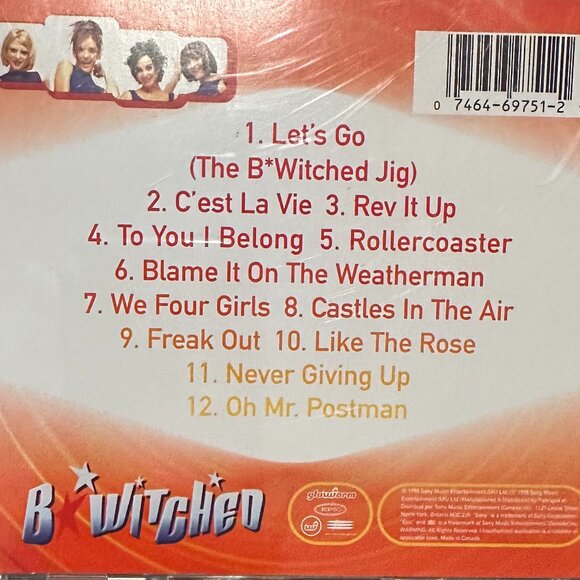 0 7464-69751-2
1. Let's Go
(The B*Witched Jig)
2. C'est La Vie 3. Rev It Up
4. To You I Belong 5. Rollercoaster
6. Blame It On The Weatherman
7. We Four Girls 8. Castles In The Air
9. Freak Out 10. Like The Rose
11. Never Giving Up
12. Oh Mr. Postman
B*Witched
glowworm
epic